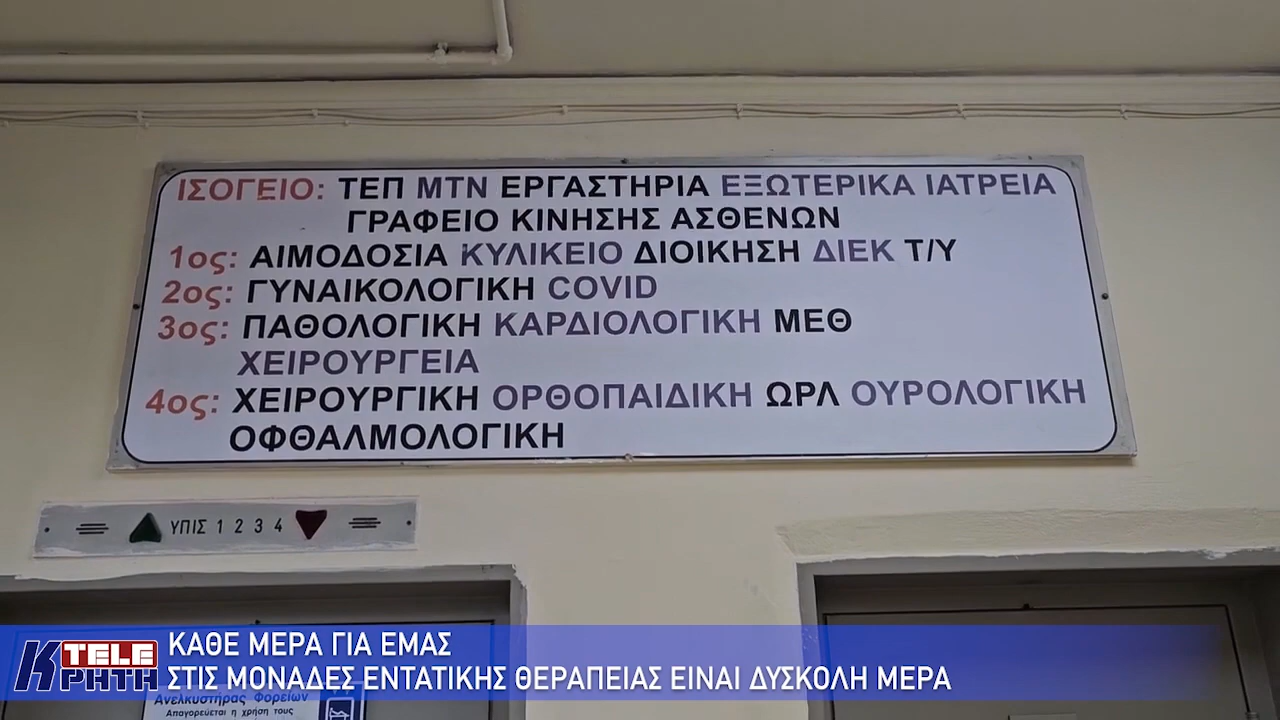 ΙΣΟΓΕΙΟ: ΤΕΠ ΜΤΝ ΕΡΓΑΣΤΗΡΙΑ ΕΞΩΤΕΡΙΚΑ ΙΑΤΡΕΙΑ
ΓΡΑΦΕΙΟ ΚΙΝΗΣΗΣ ΑΣΘΕΝΩΝ
1ος: ΑΙΜΟΔΟΣΙΑ ΚΥΛΙΚΕΙΟ ΔΙΟΙΚΗΣΗ ΔΙΕΚ Τ/Υ
2ος: ΓΥΝΑΙΚΟΛΟΓΙΚΗ COVID
3ος: ΠΑΘΟΛΟΓΙΚΗ ΚΑΡΔΙΟΛΟΓΙΚΗ ΜΕΘ
ΧΕΙΡΟΥΡΓΕΙΑ
4ος: ΧΕΙΡΟΥΡΓΙΚΗ ΟΡΘΟΠΑΙΔΙΚΗ ΩΡΛ ΟΥΡΟΛΟΓΙΚΗ
ΟΦΘΑΛΜΟΛΟΓΙΚΗ
ΥΠΙΣ 1 2 3 4
ΚΡΗΤΗ TELE
ΚΑΘΕ ΜΕΡΑ ΓΙΑ ΕΜΑΣ
ΣΤΙΣ ΜΟΝΑΔΕΣ ΕΝΤΑΤΙΚΗΣ ΘΕΡΑΠΕΙΑΣ ΕΙΝΑΙ ΔΥΣΚΟΛΗ ΜΕΡΑ
Ανελκυστήρας Φορείων
Απαγορεύεται η χρήση τους